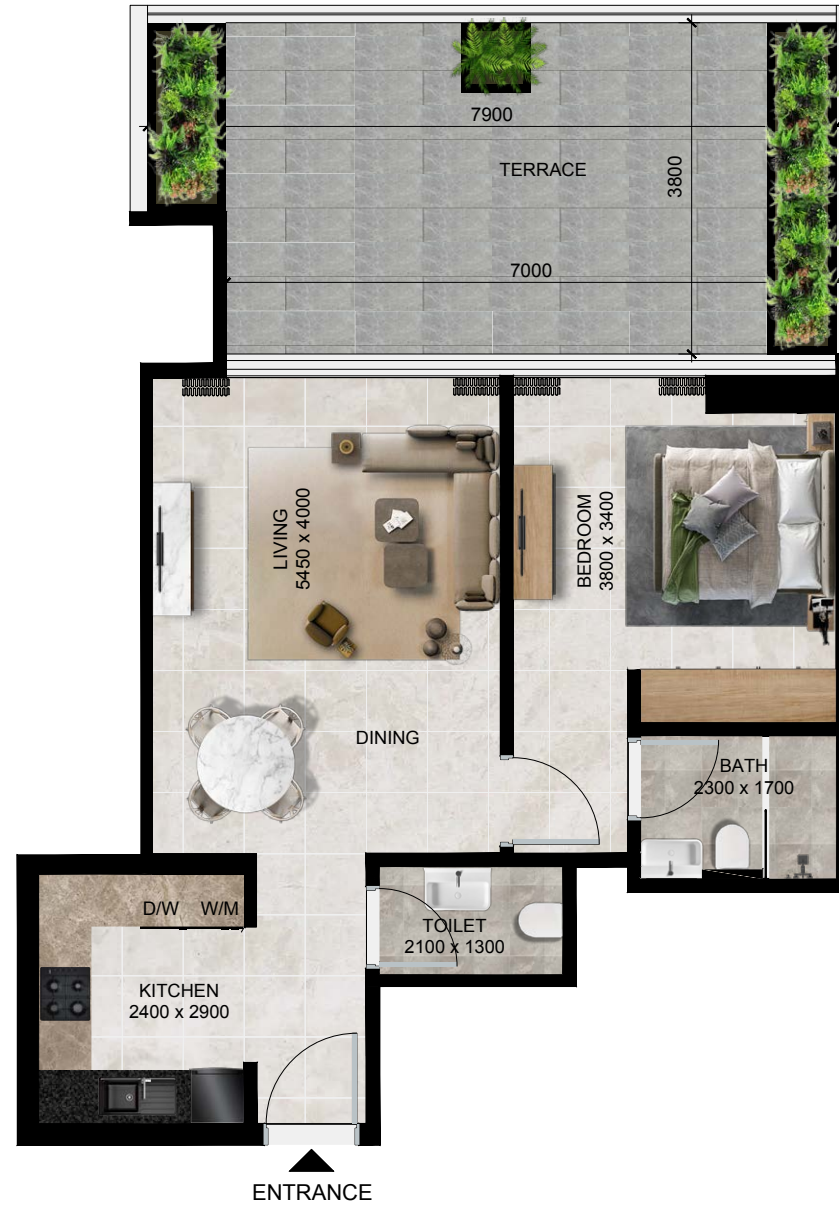 7900
TERRACE
3800
7000
LIVING
5450 x 4000
BEDROOM
3800 x 3400
DINING
BATH
2300 x 1700
D/W W/M
TOILET
2100 x 1300
KITCHEN
2400 x 2900
ENTRANCE